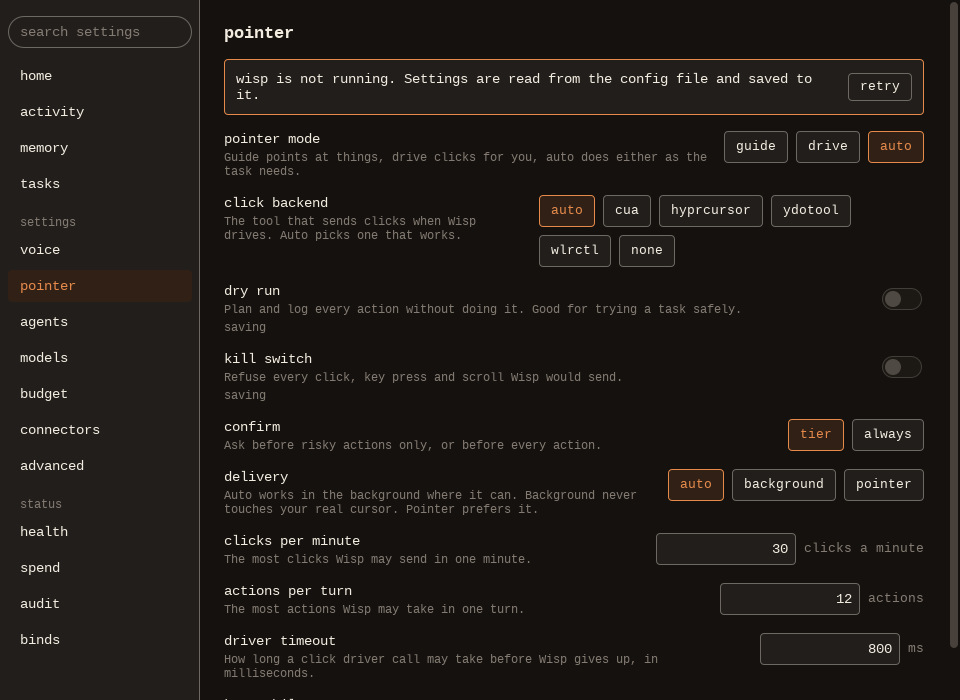 search settings
home
activity
memory
tasks
settings
voice
pointer
agents
models
budget
connectors
advanced
status
health
spend
audit
binds
pointer
wisp is not running. Settings are read from the config file and saved to
it.
retry
pointer mode
Guide points at things, drive clicks for you, auto does either as the
task needs.
guide
drive
auto
click backend
The tool that sends clicks when Wisp
drives. Auto picks one that works.
auto
cua
hyprcursor
ydotool
wlrctl
none
dry run
Plan and log every action without doing it. Good for trying a task safely.
saving
kill switch
Refuse every click, key press and scroll Wisp would send.
saving
confirm
Ask before risky actions only, or before every action.
tier
always
delivery
Auto works in the background where it can. Background never
touches your real cursor. Pointer prefers it.
auto
background
pointer
clicks per minute
The most clicks Wisp may send in one minute.
30
clicks a minute
actions per turn
The most actions Wisp may take in one turn.
12
actions
driver timeout
How long a click driver call may take before Wisp gives up, in
milliseconds.
800
ms